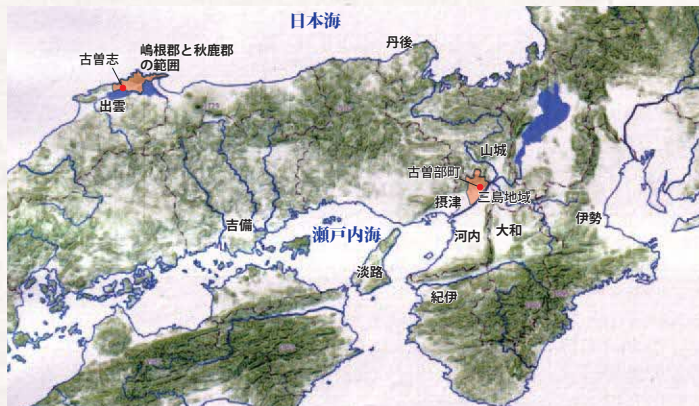 日本海
丹後
古曽志
嶋根郡と秋鹿郡
の範囲
出雲
山城
古曽部町
三島地域
摂津
吉備
瀬戸内海
河内
大和
伊勢
淡路
紀伊